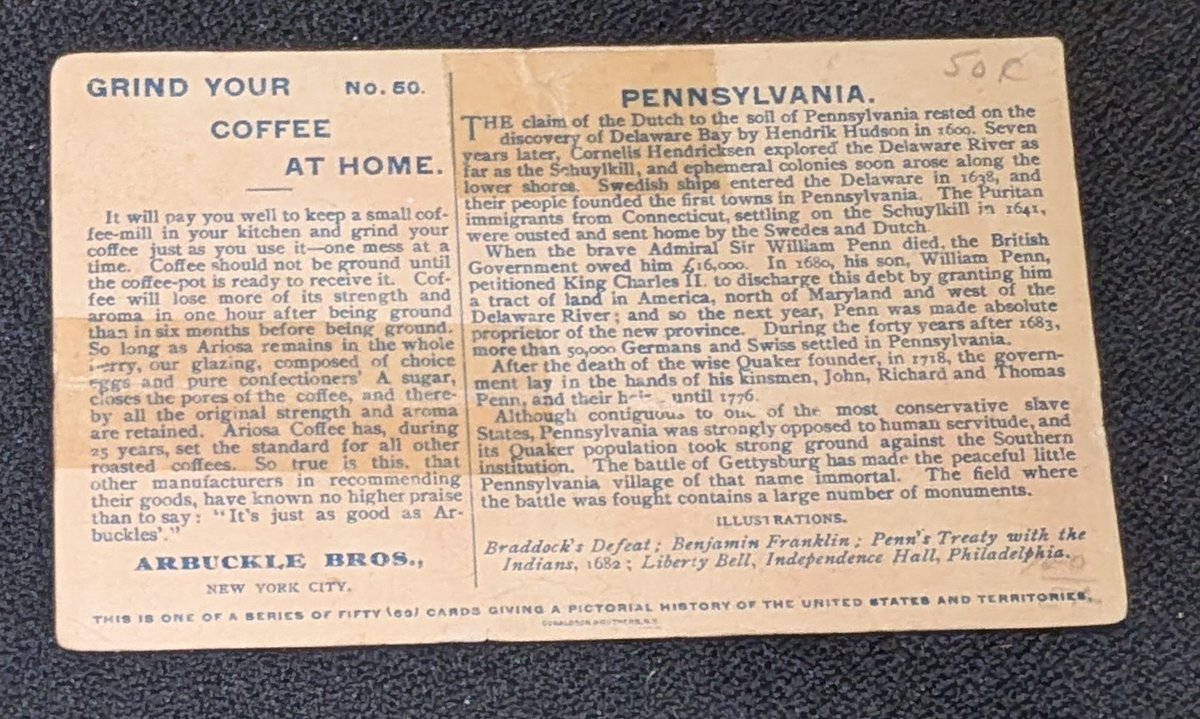 GRIND YOUR No. 50.
COFFEE
AT HOME.
It will pay you well to keep a small cof-
fee-mill in your kitchen and grind your
coffee just as you use it—one mess at a
time. Coffee should not be ground until
the coffee-pot is ready to receive it. Cof-
fee will lose more of its strength and
aroma in one hour after being ground
than in six months before being ground.
So long as Ariosa remains in the whole
berry, our glazing, composed of choice
eggs and pure confectioners' A sugar,
closes the pores of the coffee, and there-
by all the original strength and aroma
are retained. Ariosa Coffee has, during
25 years, set the standard for all other
roasted coffees. So true is this, that
other manufacturers in recommending
their goods, have known no higher praise
than to say: "It's just as good as Ar-
buckles'."
ARBUCKLE BROS.,
NEW YORK CITY.
50c
PENNSYLVANIA.
THE claim of the Dutch to the soil of Pennsylvania rested on the
discovery of Delaware Bay by Hendrik Hudson in 1600. Seven
years later, Cornelis Hendricksen explored the Delaware River as
far as the Schuylkill, and ephemeral colonies soon arose along the
lower shores. Swedish ships entered the Delaware in 1638, and
their people founded the first towns in Pennsylvania. The Puritan
immigrants from Connecticut, settling on the Schuylkill in 1641,
were ousted and sent home by the Swedes and Dutch.
When the brave Admiral Sir William Penn died, the British
Government owed him £16,000. In 1680, his son, William Penn,
petitioned King Charles II. to discharge this debt by granting him
a tract of land in America, north of Maryland and west of the
Delaware River; and so the next year, Penn was made absolute
proprietor of the new province. During the forty years after 1683,
more than 50,000 Germans and Swiss settled in Pennsylvania.
After the death of the wise Quaker founder, in 1718, the govern-
ment lay in the hands of his kinsmen, John, Richard and Thomas
Penn, and their until 1776.
Although contiguous to one of the most conservative slave
States, Pennsylvania was strongly opposed to human servitude, and
its Quaker population took strong ground against the Southern
institution. The battle of Gettysburg has made the peaceful little
Pennsylvania village of that name immortal. The field where
the battle was fought contains a large number of monuments.
ILLUSTRATIONS.
Braddock's Defeat; Benjamin Franklin; Penn's Treaty with the
Indians, 1682; Liberty Bell, Independence Hall, Philadelphia.
THIS IS ONE OF A SERIES OF FIFTY (50) CARDS GIVING A PICTORIAL HISTORY OF THE UNITED STATES AND TERRITORIES.
DONALDSON BROTHERS, N.Y.